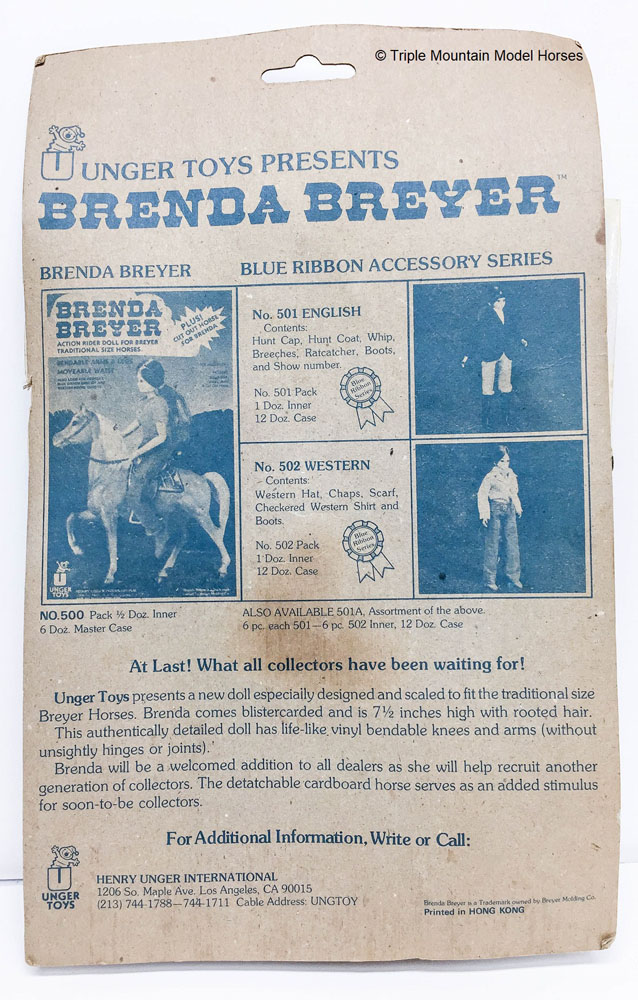 © Triple Mountain Model Horses
UNGER TOYS PRESENTS
BRENDA BREYER™
BRENDA BREYER
BLUE RIBBON ACCESSORY SERIES
BRENDA
BREYER
ACTION RIDER DOLL FOR BREYER
TRADITIONAL SIZE HORSES.
PLUS!
CUT OUT HORSE
FOR BRENDA
BENDABLE ARMS & LEGS
MOVEABLE WAIST
UNGER
TOYS
No. 501 ENGLISH
Contents:
Hunt Cap, Hunt Coat, Whip,
Breeches, Ratcatcher, Boots,
and Show number.
No. 501 Pack
1 Doz. Inner
12 Doz. Case
Blue
Ribbon
Series
No. 502 WESTERN
Contents:
Western Hat, Chaps, Scarf,
Checkered Western Shirt and
Boots.
No. 502 Pack
1 Doz. Inner
12 Doz. Case
Blue
Ribbon
Series
NO.500 Pack ½ Doz. Inner
6 Doz. Master Case
ALSO AVAILABLE 501A, Assortment of the above.
6 pc. each 501—6 pc. 502 Inner, 12 Doz. Case
At Last! What all collectors have been waiting for!
Unger Toys presents a new doll especially designed and scaled to fit the traditional size
Breyer Horses. Brenda comes blistercarded and is 7½ inches high with rooted hair.
This authentically detailed doll has life-like vinyl bendable knees and arms (without
unsightly hinges or joints).
Brenda will be a welcomed addition to all dealers as she will help recruit another
generation of collectors. The detatchable cardboard horse serves as an added stimulus
for soon-to-be collectors.
For Additional Information, Write or Call:
UNGER
TOYS
HENRY UNGER INTERNATIONAL
1206 So. Maple Ave. Los Angeles, CA 90015
(213) 744-1788—744-1711 Cable Address: UNGTOY
Brenda Breyer is a Trademark owned by Breyer Molding Co.
Printed in HONG KONG